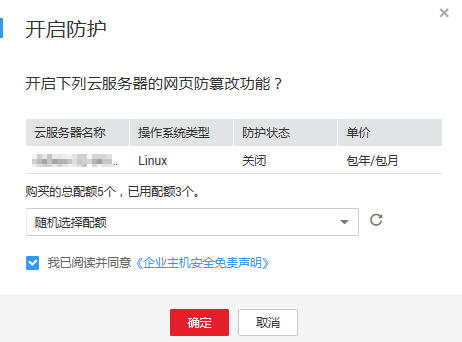 开启防护
开启下列云服务器的网页防篡改功能？
云服务器名称 操作系统类型 防护状态 单价
Linux 关闭 包年/包月
购买的总配额5个，已用配额3个。
随机选择配额
我已阅读并同意《企业主机安全免责声明》
确定 取消